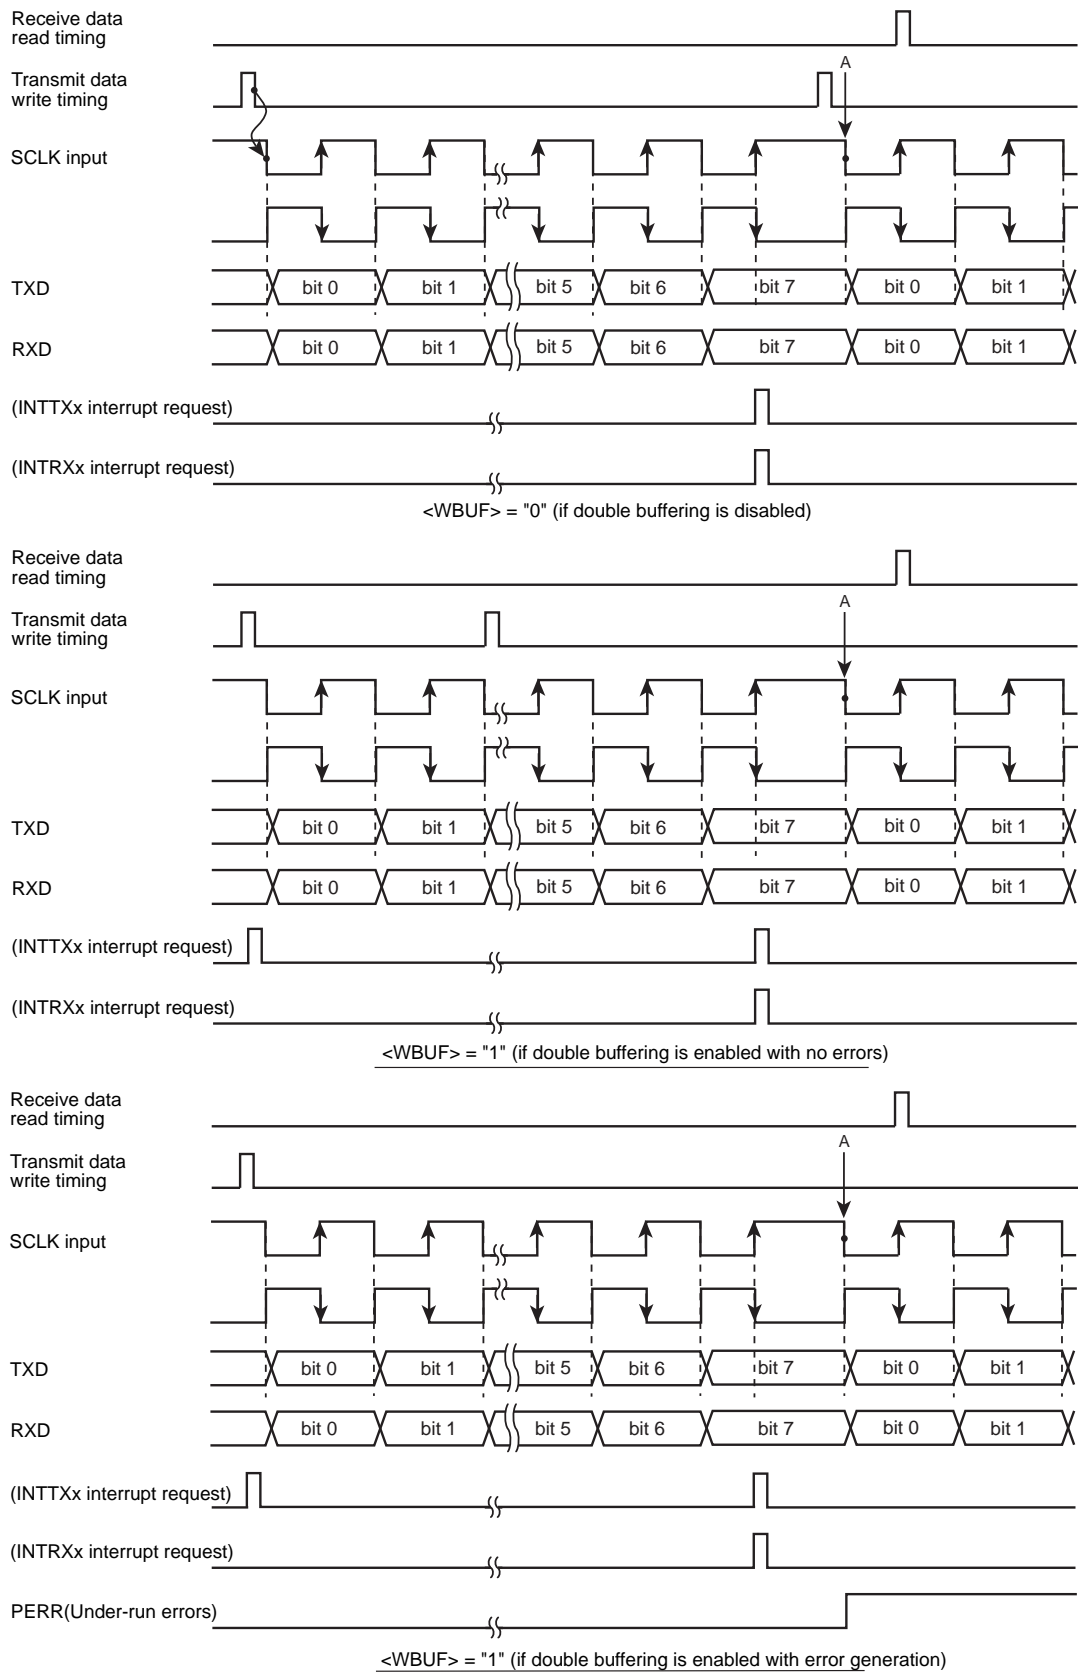 Receive data
read timing
Transmit data
write timing
A
SCLK input
TXD
bit 0 bit 1 bit 5 bit 6 bit 7 bit 0 bit 1
RXD
bit 0 bit 1 bit 5 bit 6 bit 7 bit 0 bit 1
(INTTXx interrupt request)
(INTRXx interrupt request)
<WBUF> = "0" (if double buffering is disabled)
Receive data
read timing
Transmit data
write timing
A
SCLK input
TXD
bit 0 bit 1 bit 5 bit 6 bit 7 bit 0 bit 1
RXD
bit 0 bit 1 bit 5 bit 6 bit 7 bit 0 bit 1
(INTTXx interrupt request)
(INTRXx interrupt request)
<WBUF> = "1" (if double buffering is enabled with no errors)
Receive data
read timing
Transmit data
write timing
A
SCLK input
TXD
bit 0 bit 1 bit 5 bit 6 bit 7 bit 0 bit 1
RXD
bit 0 bit 1 bit 5 bit 6 bit 7 bit 0 bit 1
(INTTXx interrupt request)
(INTRXx interrupt request)
PERR(Under-run errors)
<WBUF> = "1" (if double buffering is enabled with error generation)